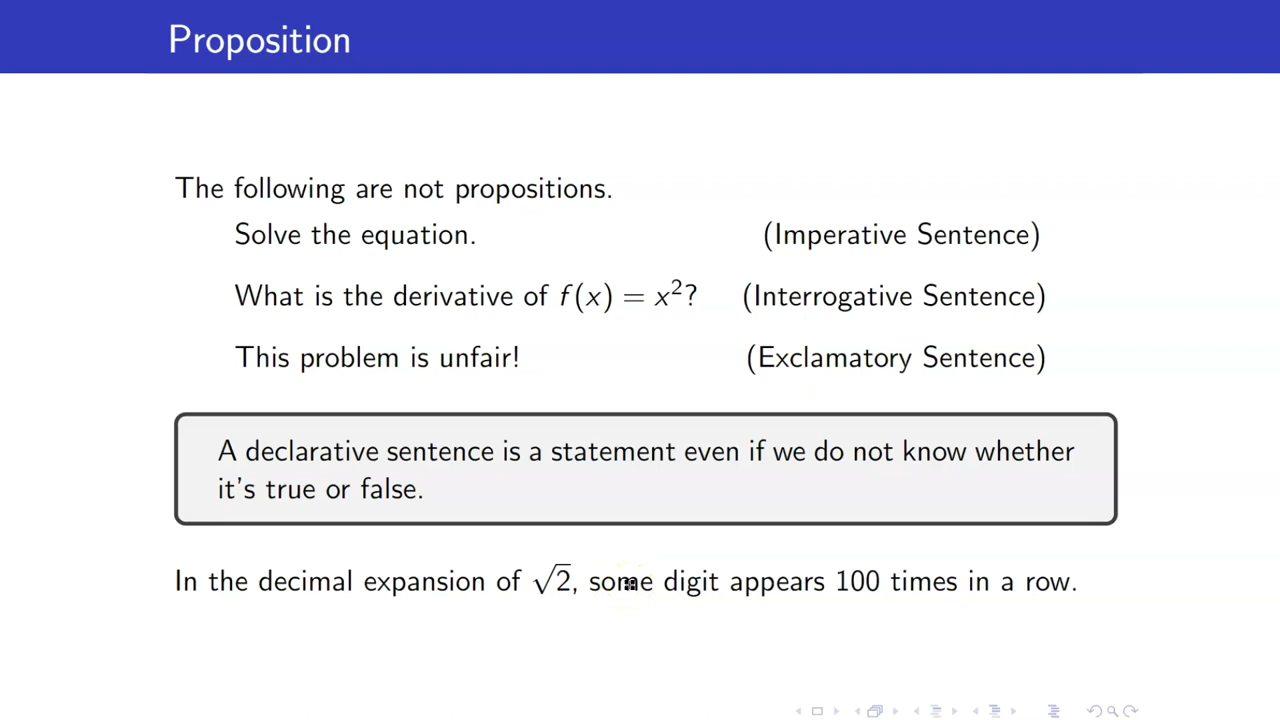 Proposition
The following are not propositions.
Solve the equation. (Imperative Sentence)
What is the derivative of f(x) = x²? (Interrogative Sentence)
This problem is unfair! (Exclamatory Sentence)
A declarative sentence is a statement even if we do not know whether
it's true or false.
In the decimal expansion of √2, some digit appears 100 times in a row.